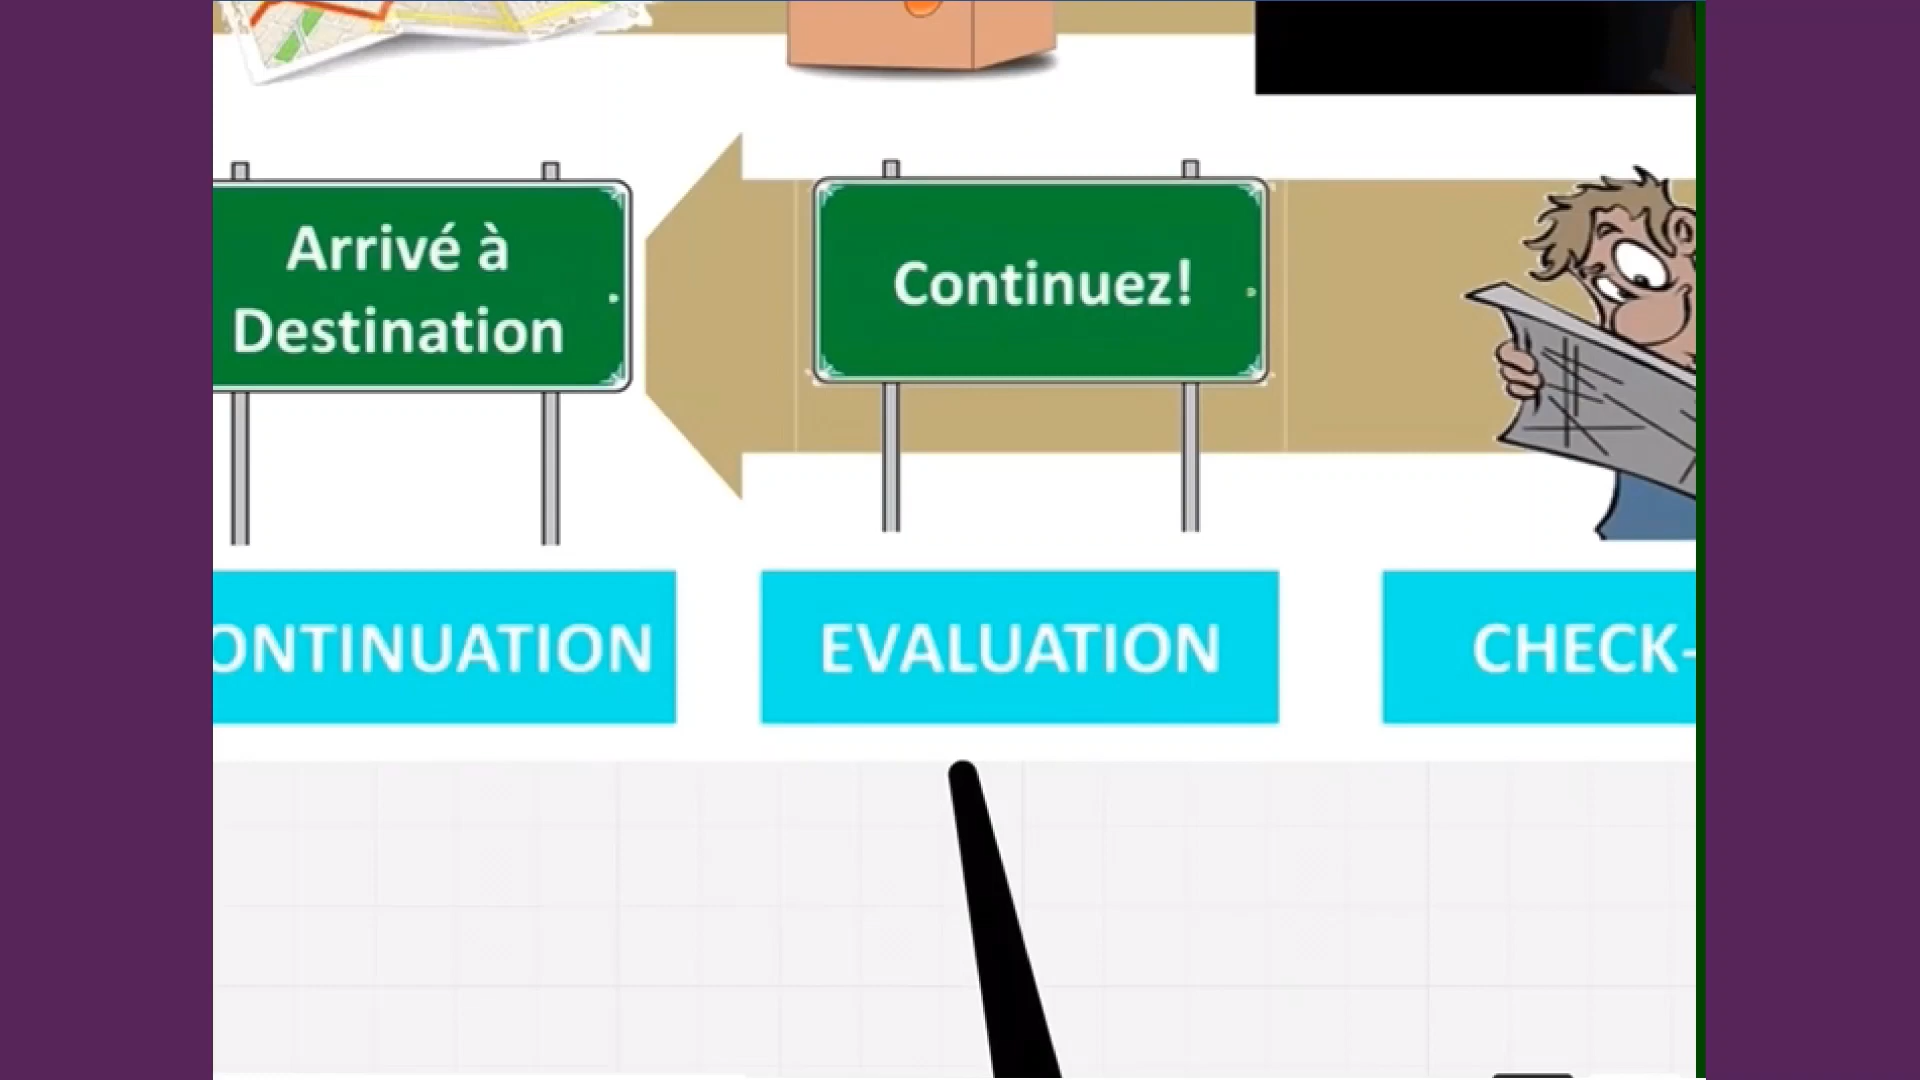 Arrivé à
Destination
Continuez!
ONTINUATION
EVALUATION
CHECK-